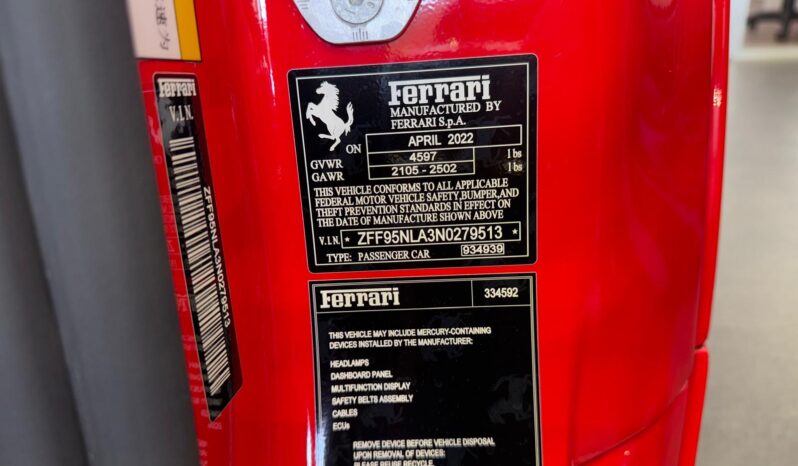 Ferrari
V.I.N.
ZFF95NLA3N0279513
Ferrari
MANUFACTURED BY
FERRARI S.p.A.
ON APRIL 2022
GVWR 4597 lbs
GAWR 2105 - 2502 lbs
THIS VEHICLE CONFORMS TO ALL APPLICABLE
FEDERAL MOTOR VEHICLE SAFETY,BUMPER,AND
THEFT PREVENTION STANDARDS IN EFFECT ON
THE DATE OF MANUFACTURE SHOWN ABOVE
V.I.N. * ZFF95NLA3N0279513 *
TYPE: PASSENGER CAR 934939
Ferrari 334592
THIS VEHICLE MAY INCLUDE MERCURY-CONTAINING
DEVICES INSTALLED BY THE MANUFACTURER:
HEADLAMPS
DASHBOARD PANEL
MULTIFUNCTION DISPLAY
SAFETY BELTS ASSEMBLY
CABLES
ECUs
REMOVE DEVICE BEFORE VEHICLE DISPOSAL
UPON REMOVAL OF DEVICES:
PLEASE REUSE RECYCLE,